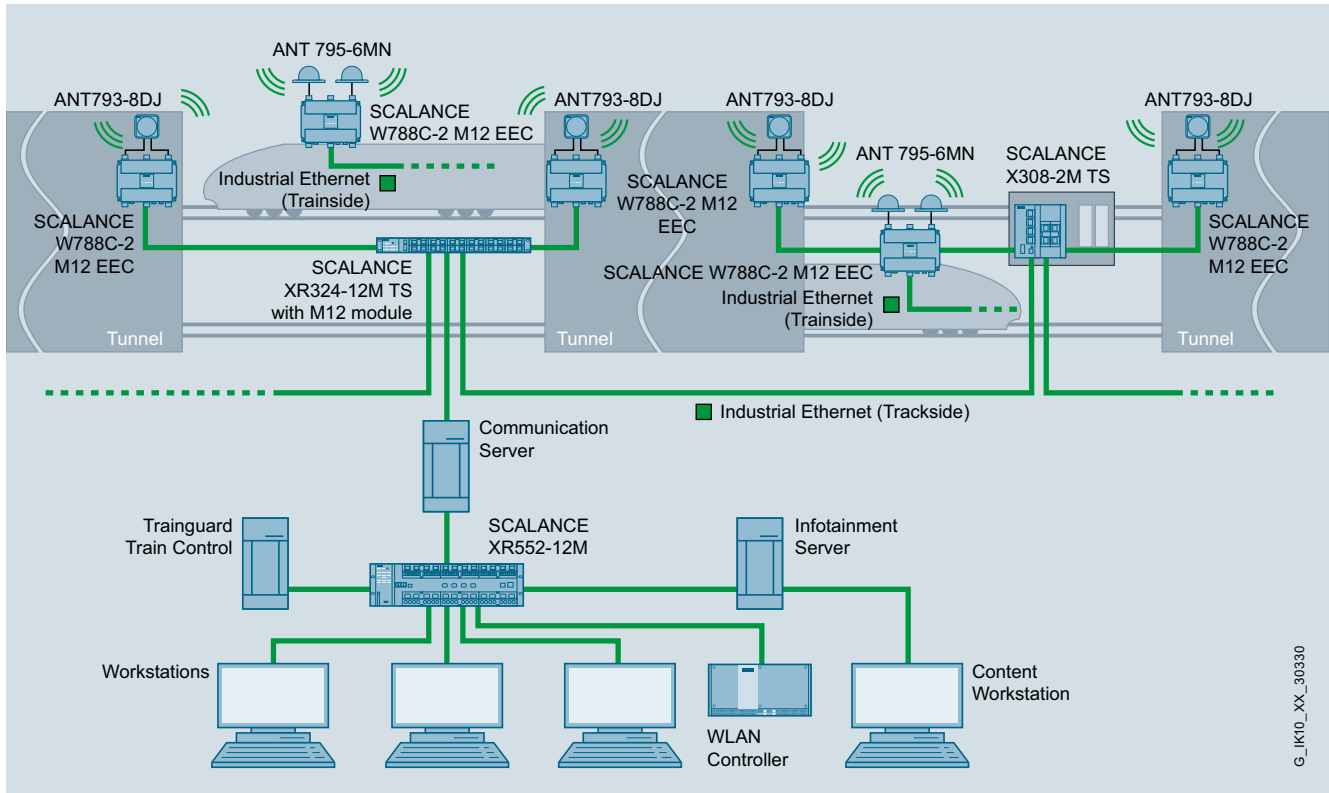 ANT 795-6MN
ANT793-8DJ
SCALANCE
W788C-2 M12 EEC
ANT793-8DJ
ANT793-8DJ
ANT793-8DJ
ANT 795-6MN
SCALANCE
X308-2M TS
Industrial Ethernet
(Trainside)
SCALANCE
W788C-2 M12
EEC
SCALANCE
W788C-2
M12 EEC
SCALANCE
W788C-2
M12 EEC
SCALANCE
XR324-12M TS
with M12 module
SCALANCE W788C-2 M12 EEC
Industrial Ethernet
(Trainside)
Tunnel
Tunnel
Tunnel
Industrial Ethernet (Trackside)
Communication
Server
Trainguard
Train Control
SCALANCE
XR552-12M
Infotainment
Server
Workstations
WLAN
Controller
Content
Workstation
G_IK10_XX_30330